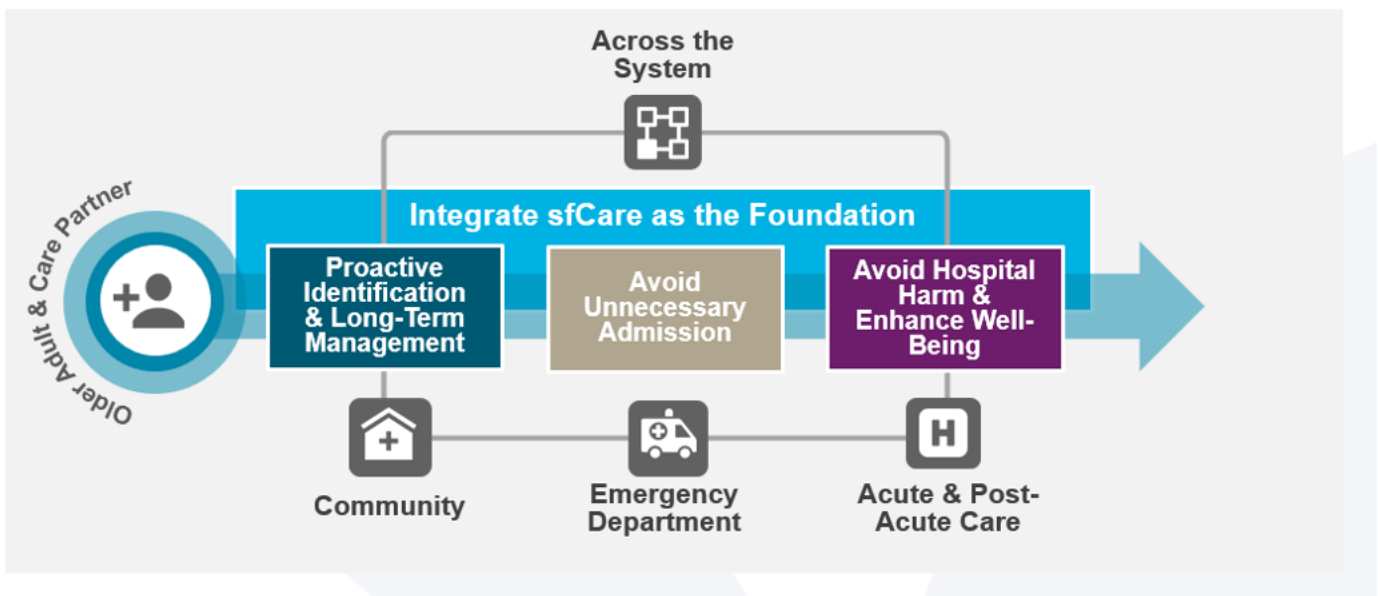 Across the
System
Older Adult & Care Partner
Integrate sfCare as the Foundation
Proactive
Identification
& Long-Term
Management
Avoid
Unnecessary
Admission
Avoid Hospital
Harm &
Enhance Well-
Being
H
Community
Emergency
Department
Acute & Post-
Acute Care